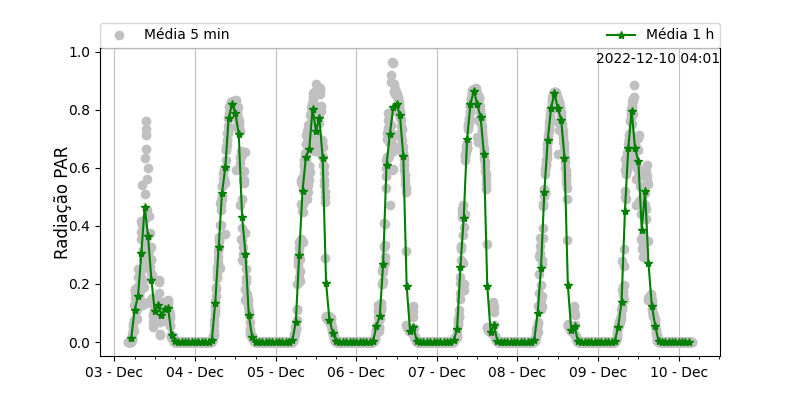 Média 5 min
Média 1 h
2022-12-10 04:01
Radiação PAR
1.0
0.8
0.6
0.4
0.2
0.0
03 - Dec 04 - Dec 05 - Dec 06 - Dec 07 - Dec 08 - Dec 09 - Dec 10 - Dec